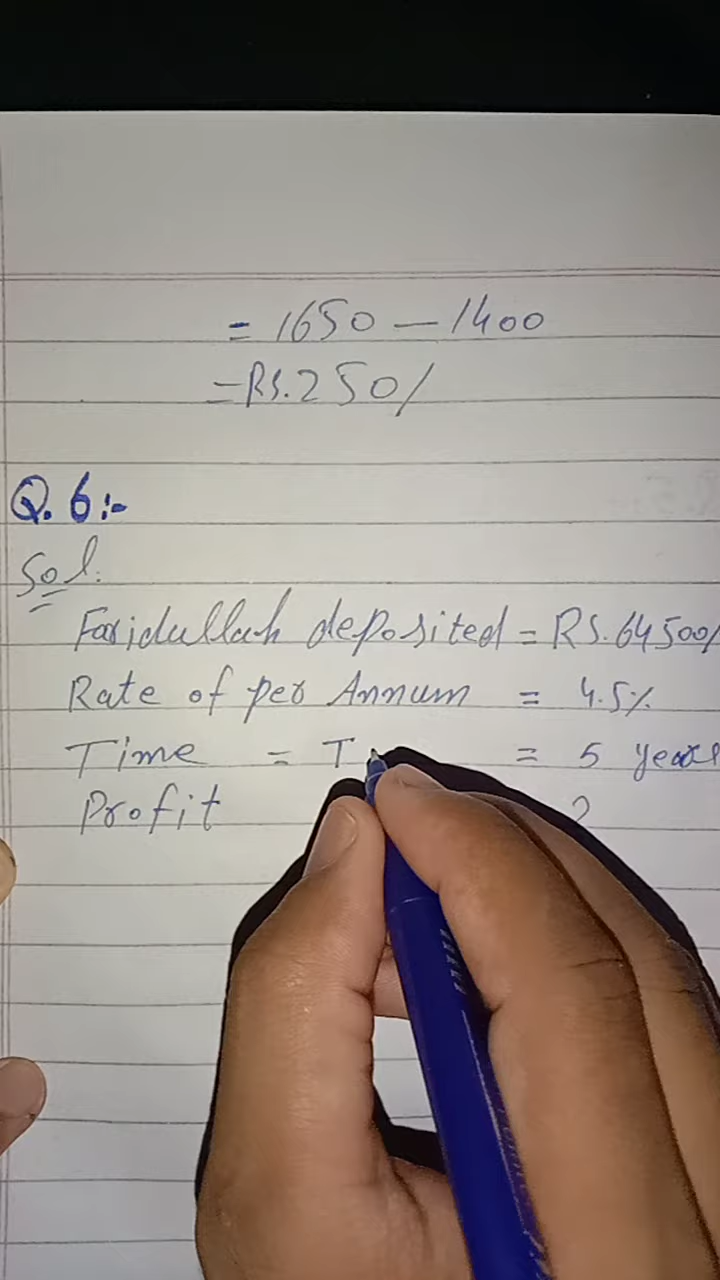 = 1650 — 1400
= RS. 250/
Q. 6:-
Sol.
Faridullah deposited = RS. 64500/
Rate of per Annum = 4.5%
Time = T = 5 years
Profit ?